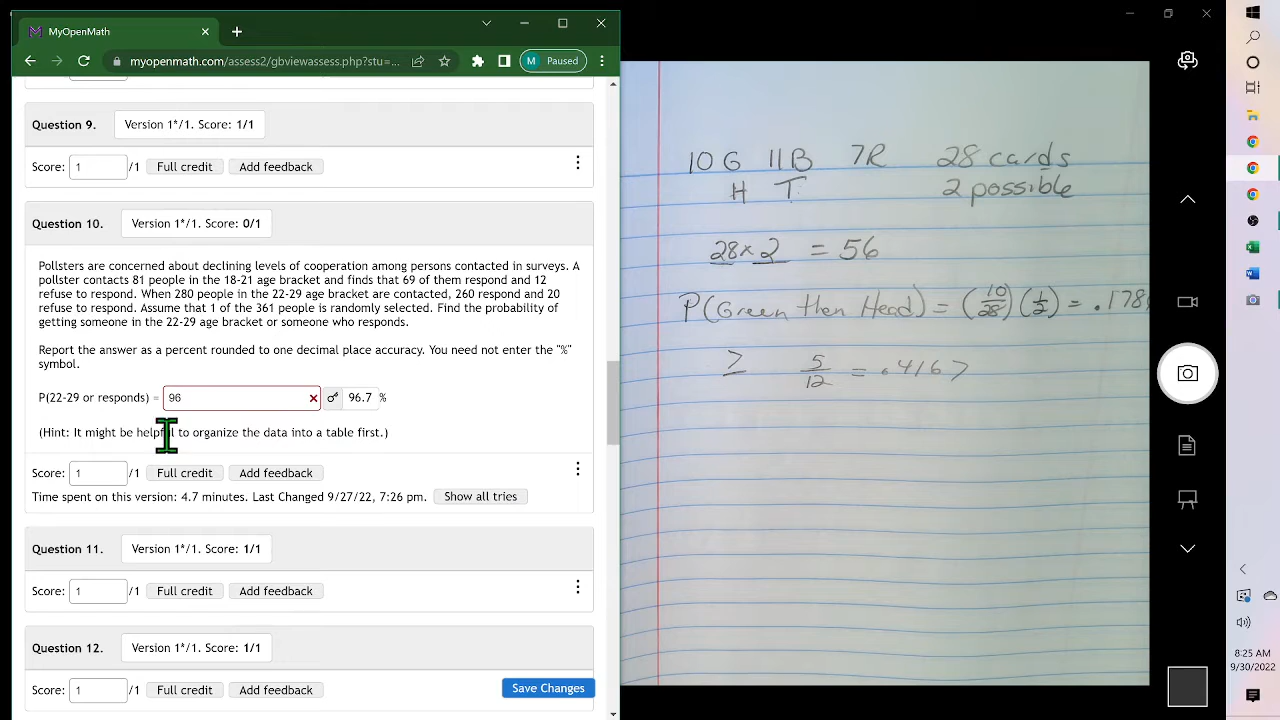 MyOpenMath
myopenmath.com/assess2/gbviewassess.php?stu=...
M Paused
Question 9. Version 1*/1. Score: 1/1
Score: 1 /1 Full credit Add feedback
Question 10. Version 1*/1. Score: 0/1
Pollsters are concerned about declining levels of cooperation among persons contacted in surveys. A
pollster contacts 81 people in the 18-21 age bracket and finds that 69 of them respond and 12
refuse to respond. When 280 people in the 22-29 age bracket are contacted, 260 respond and 20
refuse to respond. Assume that 1 of the 361 people is randomly selected. Find the probability of
getting someone in the 22-29 age bracket or someone who responds.
Report the answer as a percent rounded to one decimal place accuracy. You need not enter the "%"
symbol.
P(22-29 or responds) = 96 96.7 %
(Hint: It might be helpful to organize the data into a table first.)
Score: 1 /1 Full credit Add feedback
Time spent on this version: 4.7 minutes. Last Changed 9/27/22, 7:26 pm. Show all tries
Question 11. Version 1*/1. Score: 1/1
Score: 1 /1 Full credit Add feedback
Question 12. Version 1*/1. Score: 1/1
Score: 1 /1 Full credit Add feedback
Save Changes
10 G 11B 7R 28 cards
H T 2 possible
28 x 2 = 56
P(Green then Head) = (10/28)(1/2) = .178
7 5/12 = .4167
8:25 AM
9/30/2022